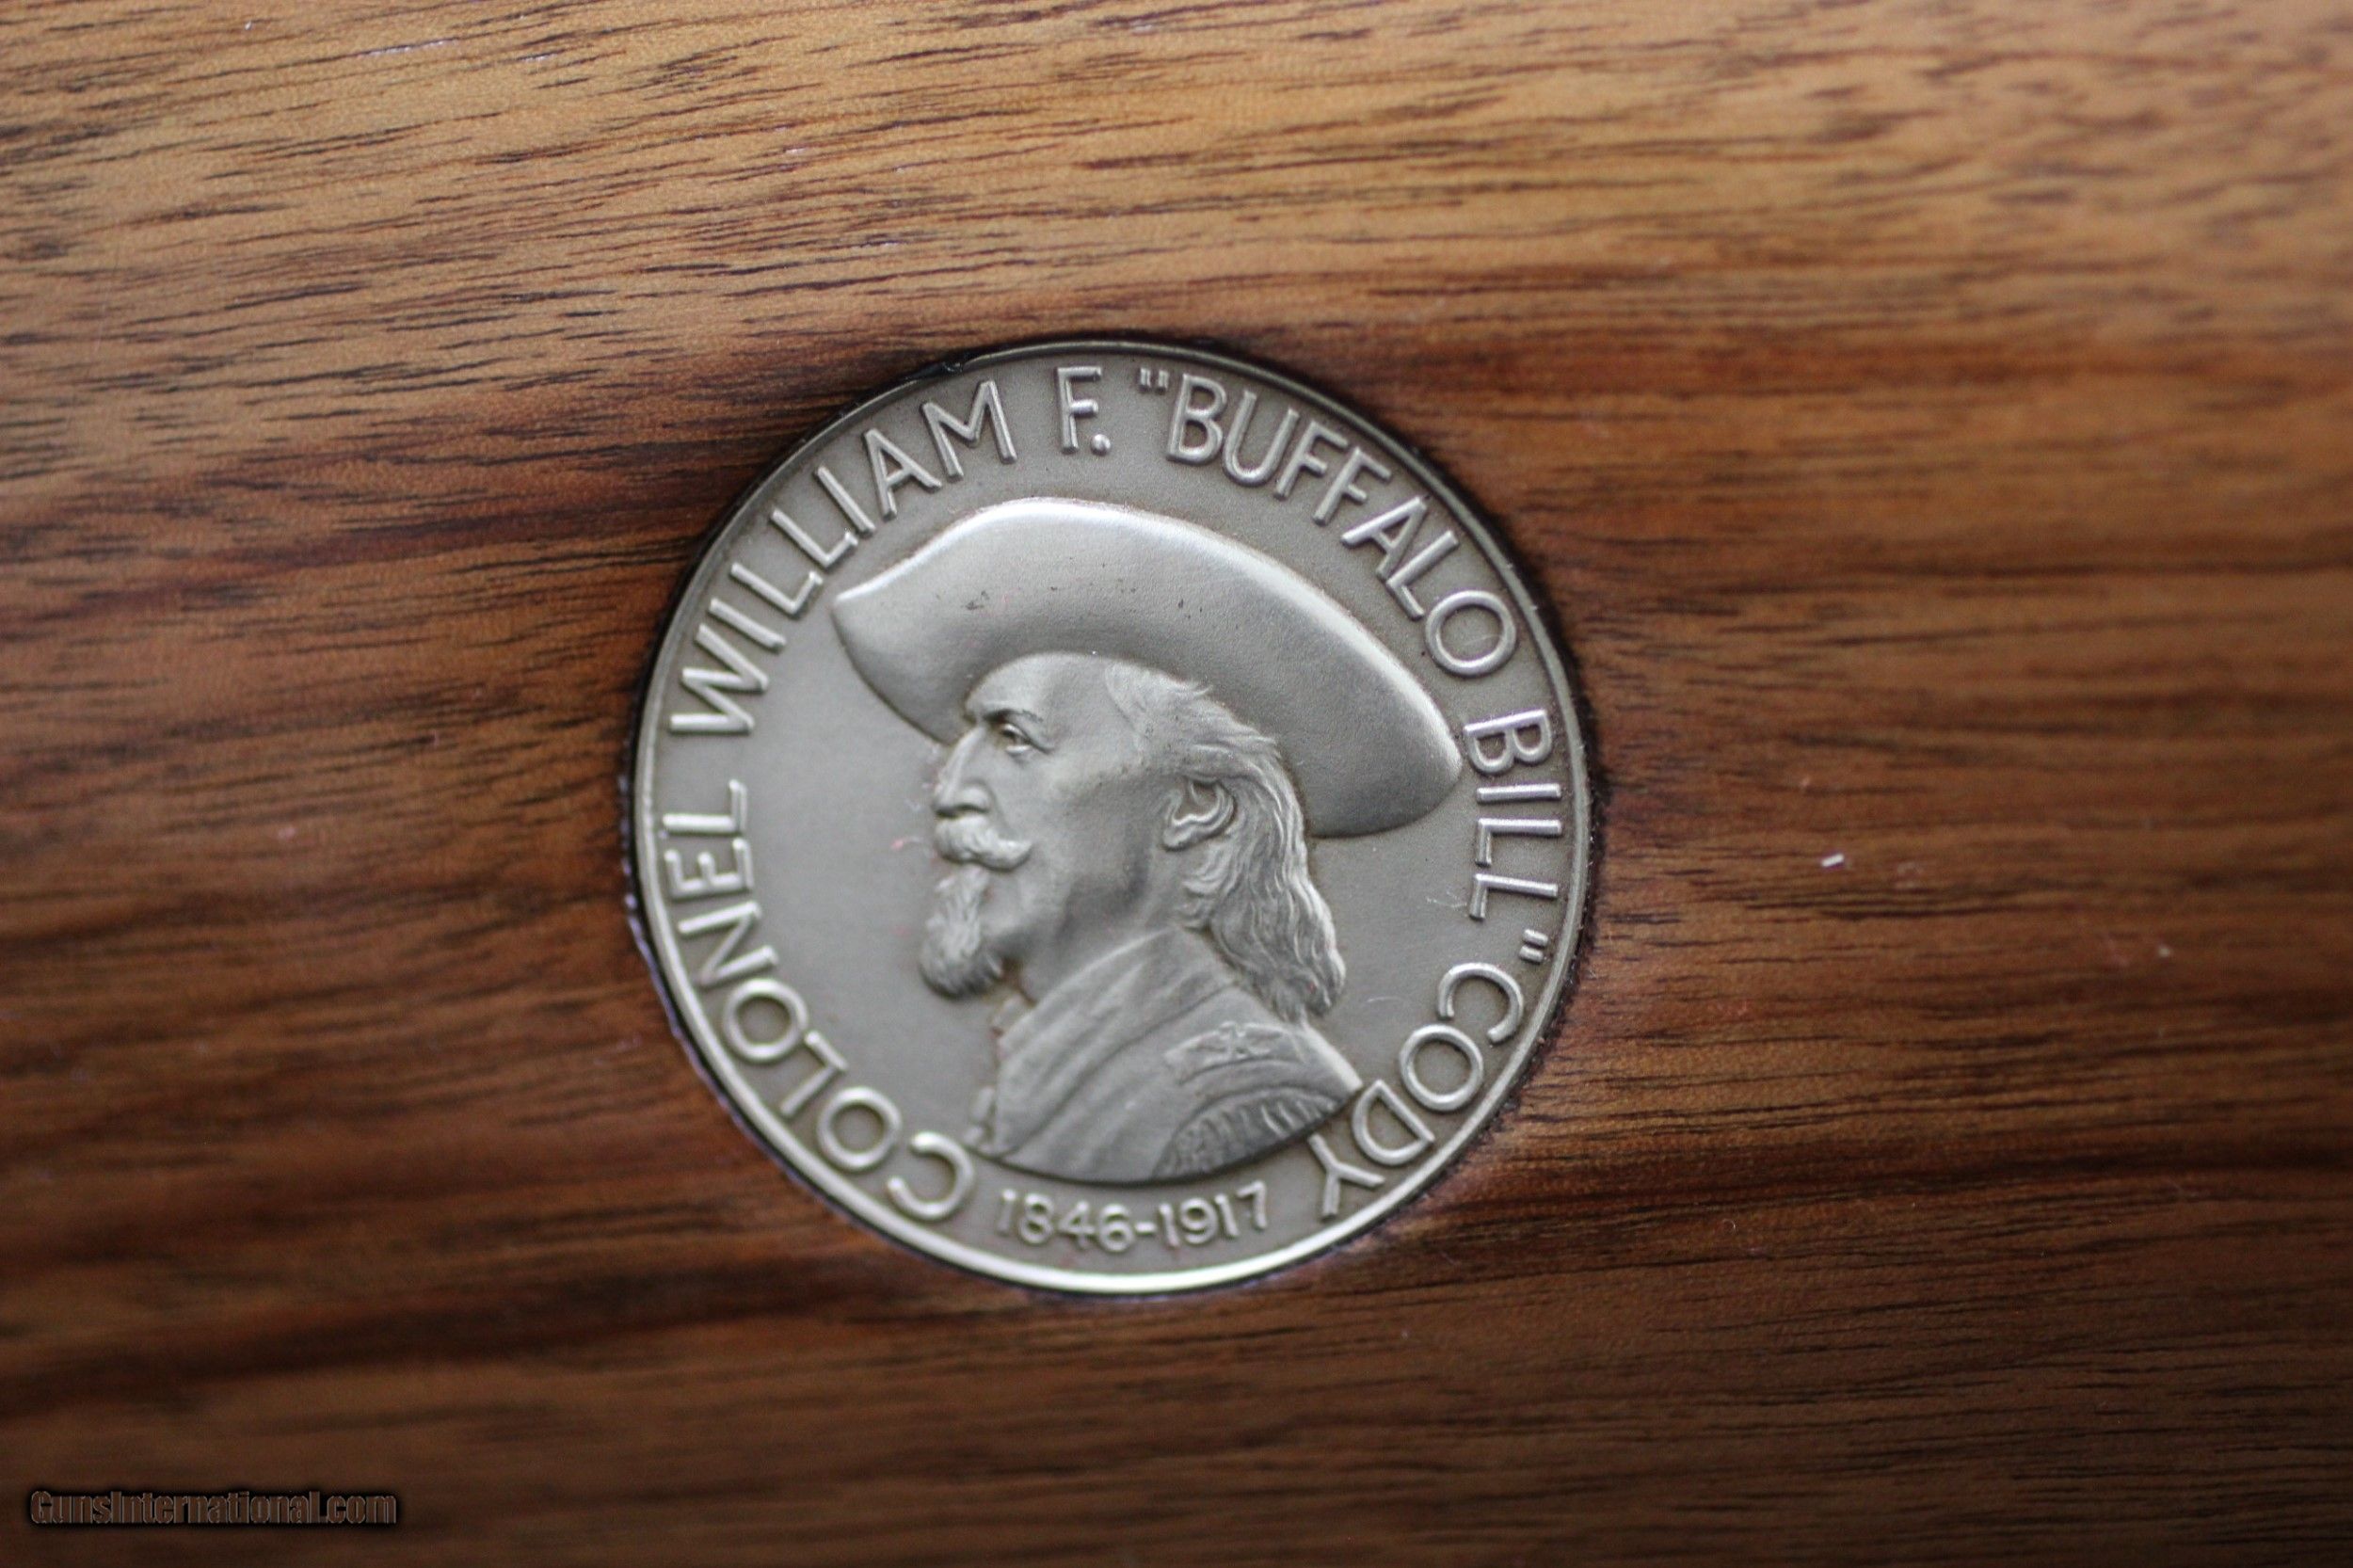 COLONEL WILLIAM F. "BUFFALO BILL" CODY
1846-1917
GunsInternational.com